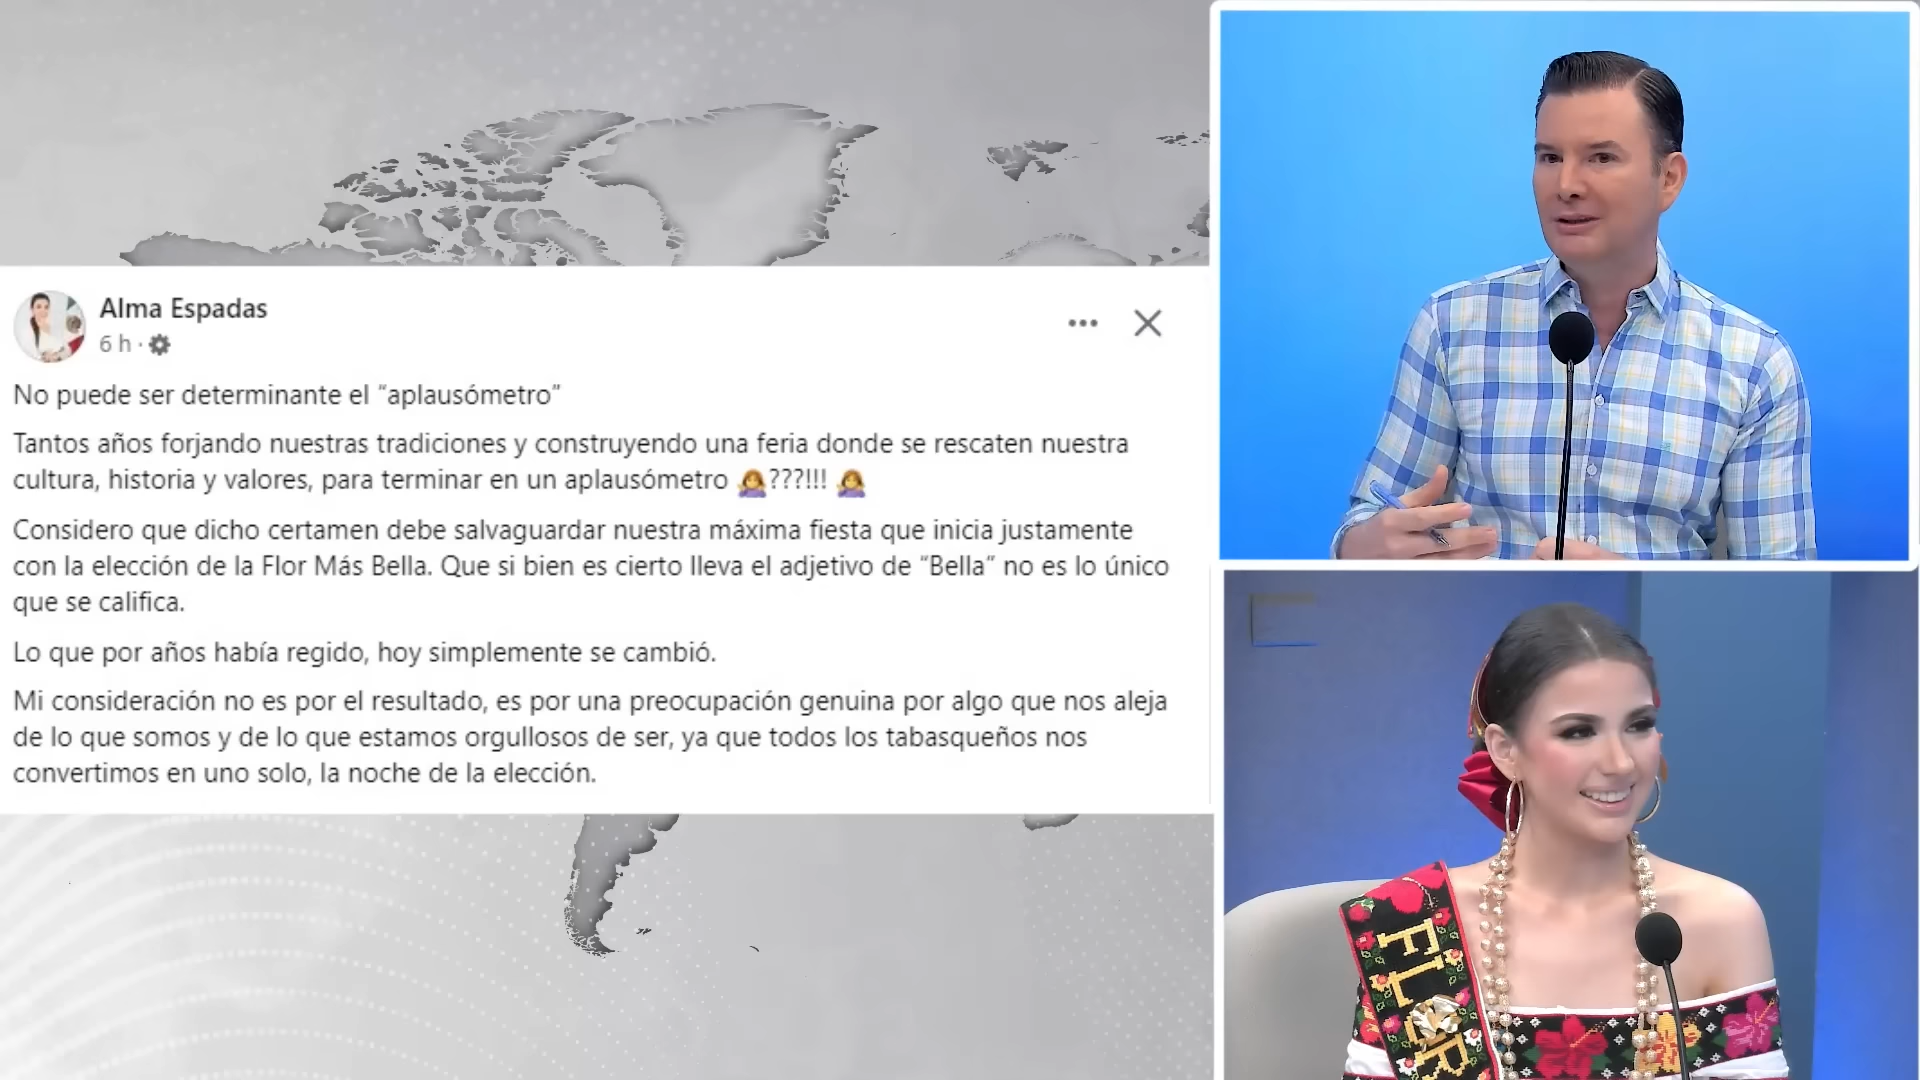 Alma Espadas
6 h ·
No puede ser determinante el “aplausómetro”
Tantos años forjando nuestras tradiciones y construyendo una feria donde se rescaten nuestra
cultura, historia y valores, para terminar en un aplausómetro 🙍‍♀️???!!! 🙍‍♀️
Considero que dicho certamen debe salvaguardar nuestra máxima fiesta que inicia justamente
con la elección de la Flor Más Bella. Que si bien es cierto lleva el adjetivo de “Bella” no es lo único
que se califica.
Lo que por años había regido, hoy simplemente se cambió.
Mi consideración no es por el resultado, es por una preocupación genuina por algo que nos aleja
de lo que somos y de lo que estamos orgullosos de ser, ya que todos los tabasqueños nos
convertimos en uno solo, la noche de la elección.
FLOR